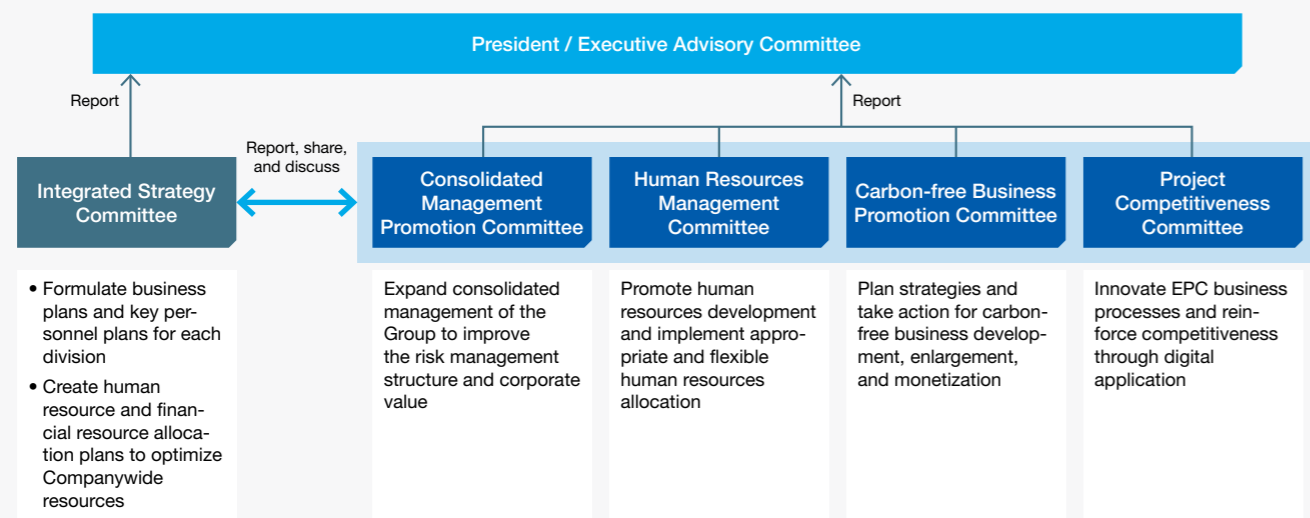 President / Executive Advisory Committee
Report
Report
Report, share,
and discuss
Integrated Strategy
Committee
Consolidated
Management
Promotion Committee
Human Resources
Management
Committee
Carbon-free Business
Promotion Committee
Project
Competitiveness
Committee
• Formulate business
plans and key per-
sonnel plans for each
division
• Create human
resource and finan-
cial resource alloca-
tion plans to optimize
Companywide
resources
Expand consolidated
management of the
Group to improve
the risk management
structure and corporate
value
Promote human
resources development
and implement appro-
priate and flexible
human resources
allocation
Plan strategies and
take action for carbon-
free business develop-
ment, enlargement,
and monetization
Innovate EPC business
processes and rein-
force competitiveness
through digital
application